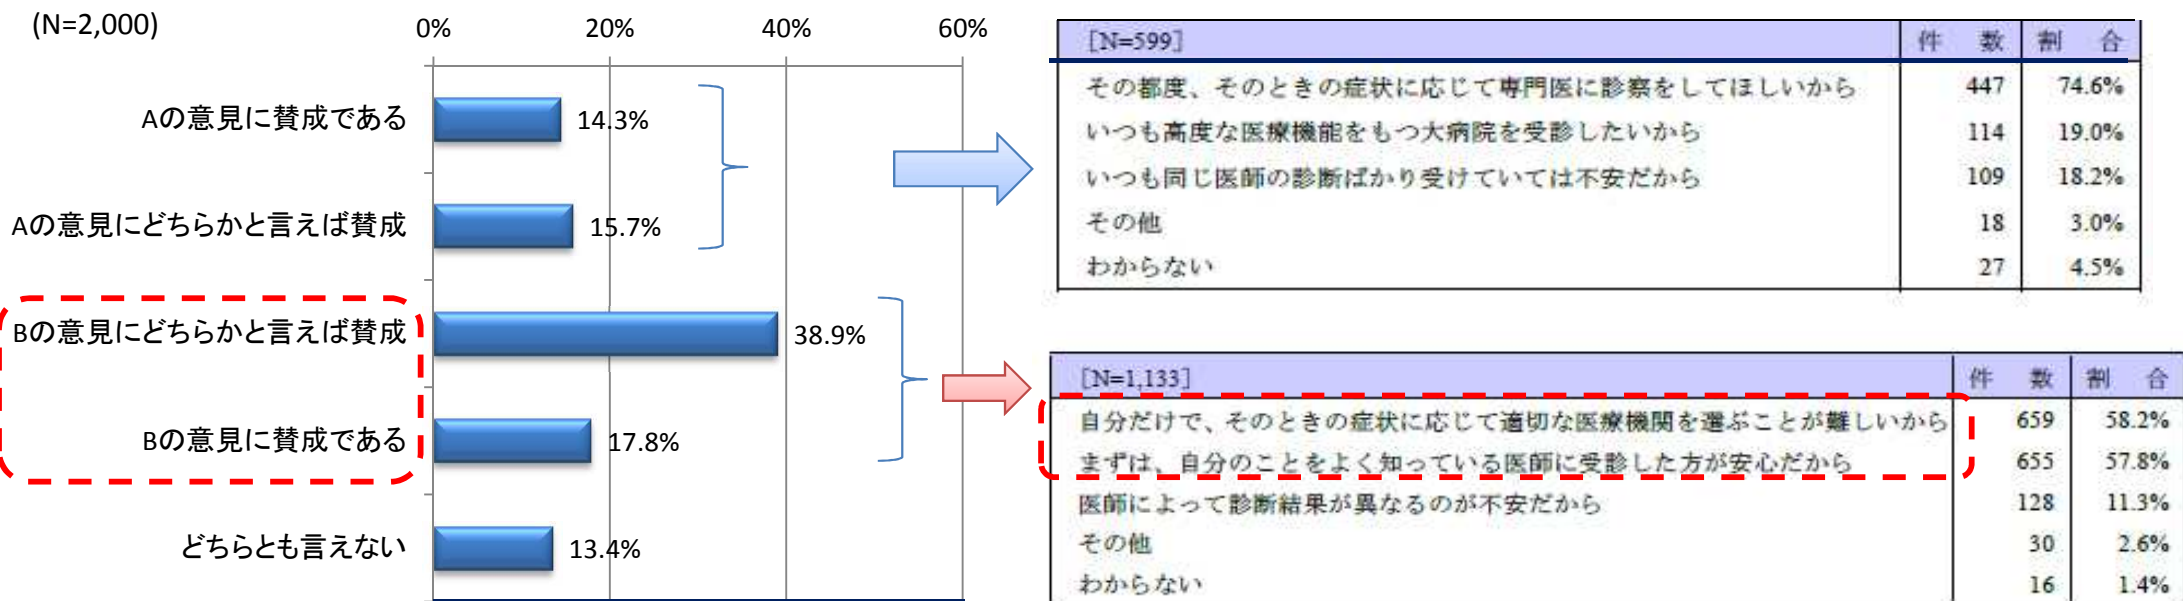 (N=2,000)
0% 20% 40% 60%
Aの意見に賛成である 14.3%
Aの意見にどちらかと言えば賛成 15.7%
Bの意見にどちらかと言えば賛成 38.9%
Bの意見に賛成である 17.8%
どちらとも言えない 13.4%
［N=599］ 件 数 割 合
その都度、そのときの症状に応じて専門医に診察をしてほしいから 447 74.6%
いつも高度な医療機能をもつ大病院を受診したいから 114 19.0%
いつも同じ医師の診断ばかり受けていては不安だから 109 18.2%
その他 18 3.0%
わからない 27 4.5%
［N=1,133］ 件 数 割 合
自分だけで、そのときの症状に応じて適切な医療機関を選ぶことが難しいから 659 58.2%
まずは、自分のことをよく知っている医師に受診した方が安心だから 655 57.8%
医師によって診断結果が異なるのが不安だから 128 11.3%
その他 30 2.6%
わからない 16 1.4%